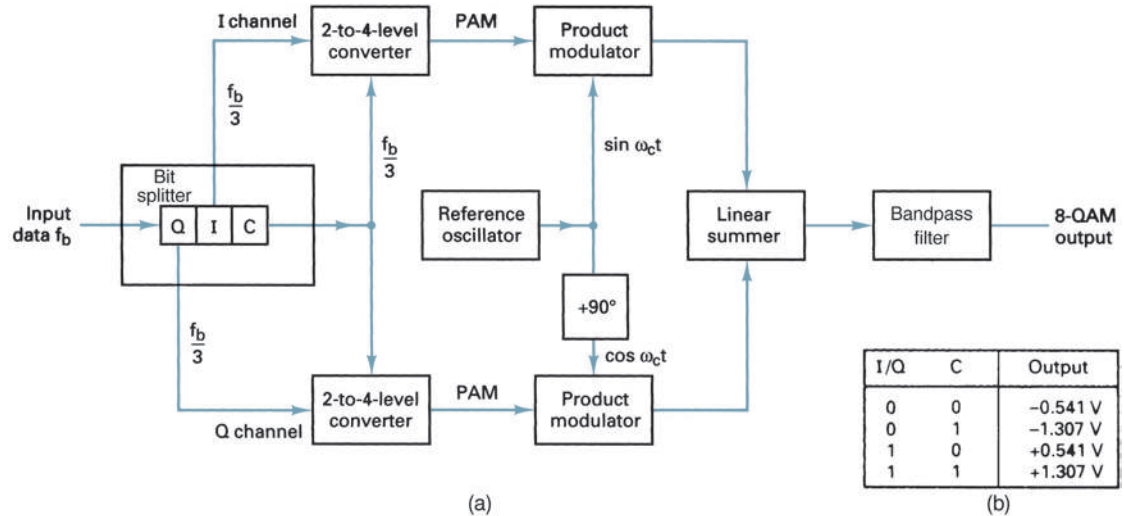 I channel
2-to-4-level
converter
PAM
Product
modulator
f_b
3
f_b
3
sin ω_ct
Bit
splitter
Input
data f_b
Q I C
Reference
oscillator
Linear
summer
Bandpass
filter
8-QAM
output
+90°
f_b
3
cos ω_ct
2-to-4-level
converter
PAM
Product
modulator
Q channel
I/Q C Output
0 0 −0.541 V
0 1 −1.307 V
1 0 +0.541 V
1 1 +1.307 V
(a)
(b)